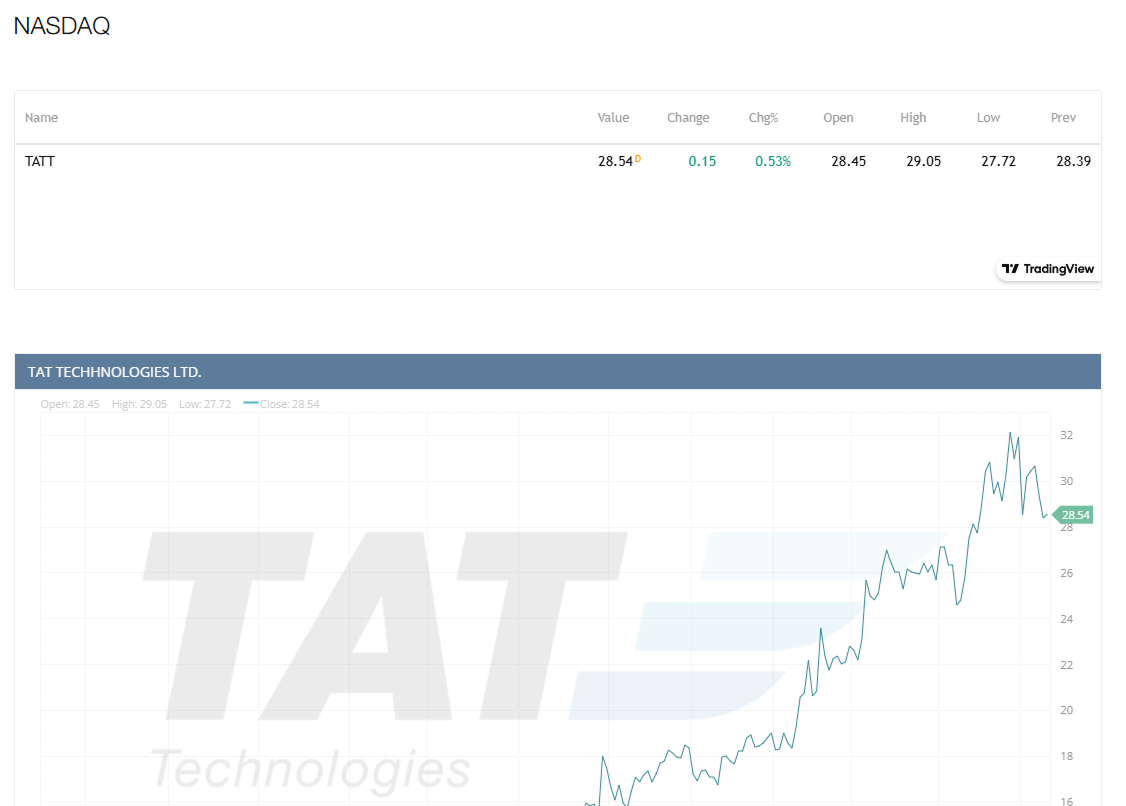 NASDAQ
Name Value Change Chg% Open High Low Prev
TATT 28.54 D 0.15 0.53% 28.45 29.05 27.72 28.39
TradingView
TAT TECHHNOLOGIES LTD.
Open: 28.45 High: 29.05 Low: 27.72 Close: 28.54
32
30
28.54
28
26
24
22
20
18
16
TAT
Technologies